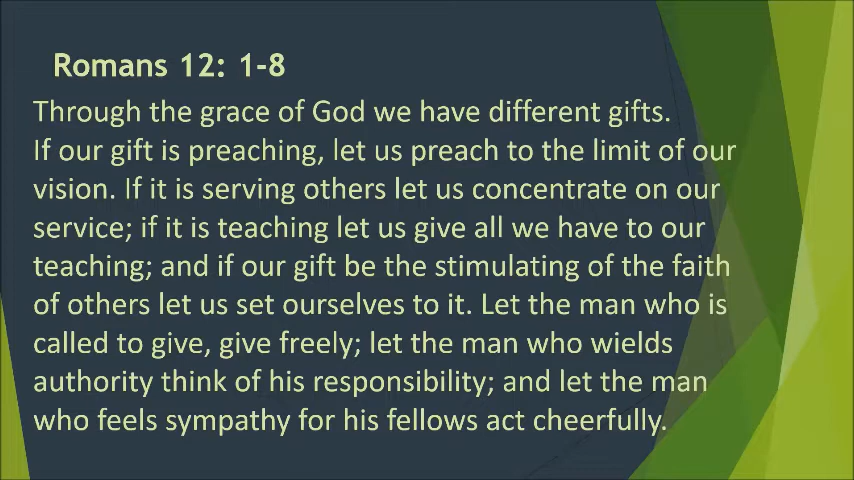 Romans 12: 1-8
Through the grace of God we have different gifts.
If our gift is preaching, let us preach to the limit of our
vision. If it is serving others let us concentrate on our
service; if it is teaching let us give all we have to our
teaching; and if our gift be the stimulating of the faith
of others let us set ourselves to it. Let the man who is
called to give, give freely; let the man who wields
authority think of his responsibility; and let the man
who feels sympathy for his fellows act cheerfully.